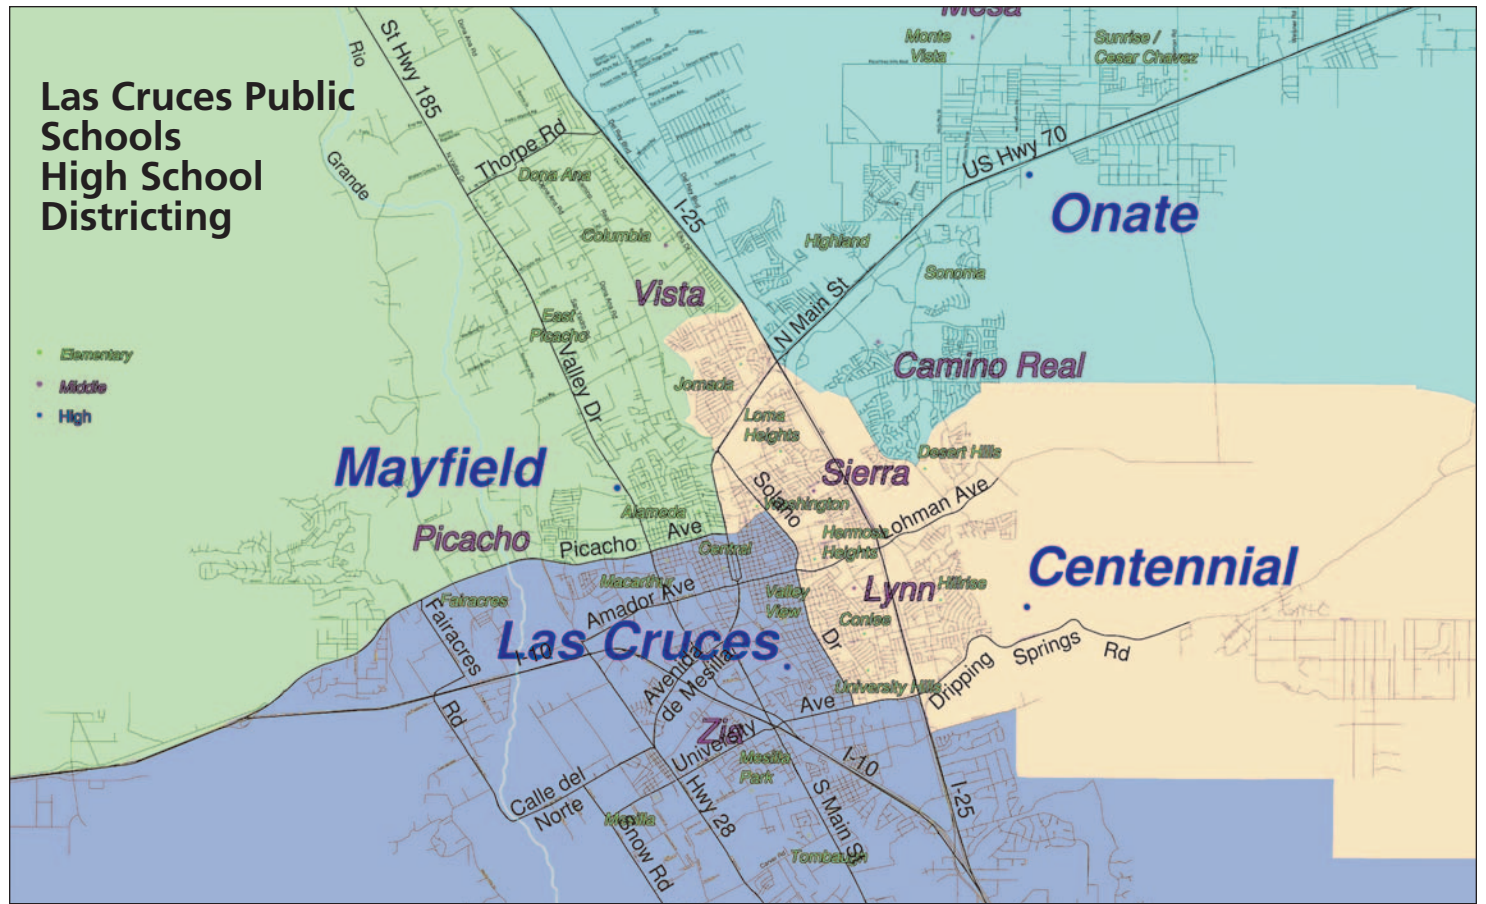 Las Cruces Public
Schools
High School
Districting
Elementary
Middle
High
Rio
Grande
St Hwy 185
Thorpe Rd
Dona Ana
Columbia
I-25
Vista
East
Picacho
Valley Dr
Mesa
Monte
Vista
Sunrise /
Cesar Chavez
US Hwy 70
Onate
Highland
Sonoma
N Main St
Camino Real
Jornada
Loma
Heights
Mayfield
Sierra
Desert Hills
Solano
Washington
Lohman Ave
Alameda
Picacho
Picacho
Ave
Central
Hermosa
Heights
Centennial
Macarthur
Amador Ave
Valley
View
Lynn
Hillrise
Conlee
Fairacres
Fairacres
Las Cruces
I-10
Dr
Avenida
de Mesilla
University Hills
Dripping
Springs
Rd
Rd
Ave
Zia
University
Mesilla
Park
I-10
I-25
Calle del
Norte
Mesilla
Snow Rd
Hwy 28
S Main St
Tombaugh